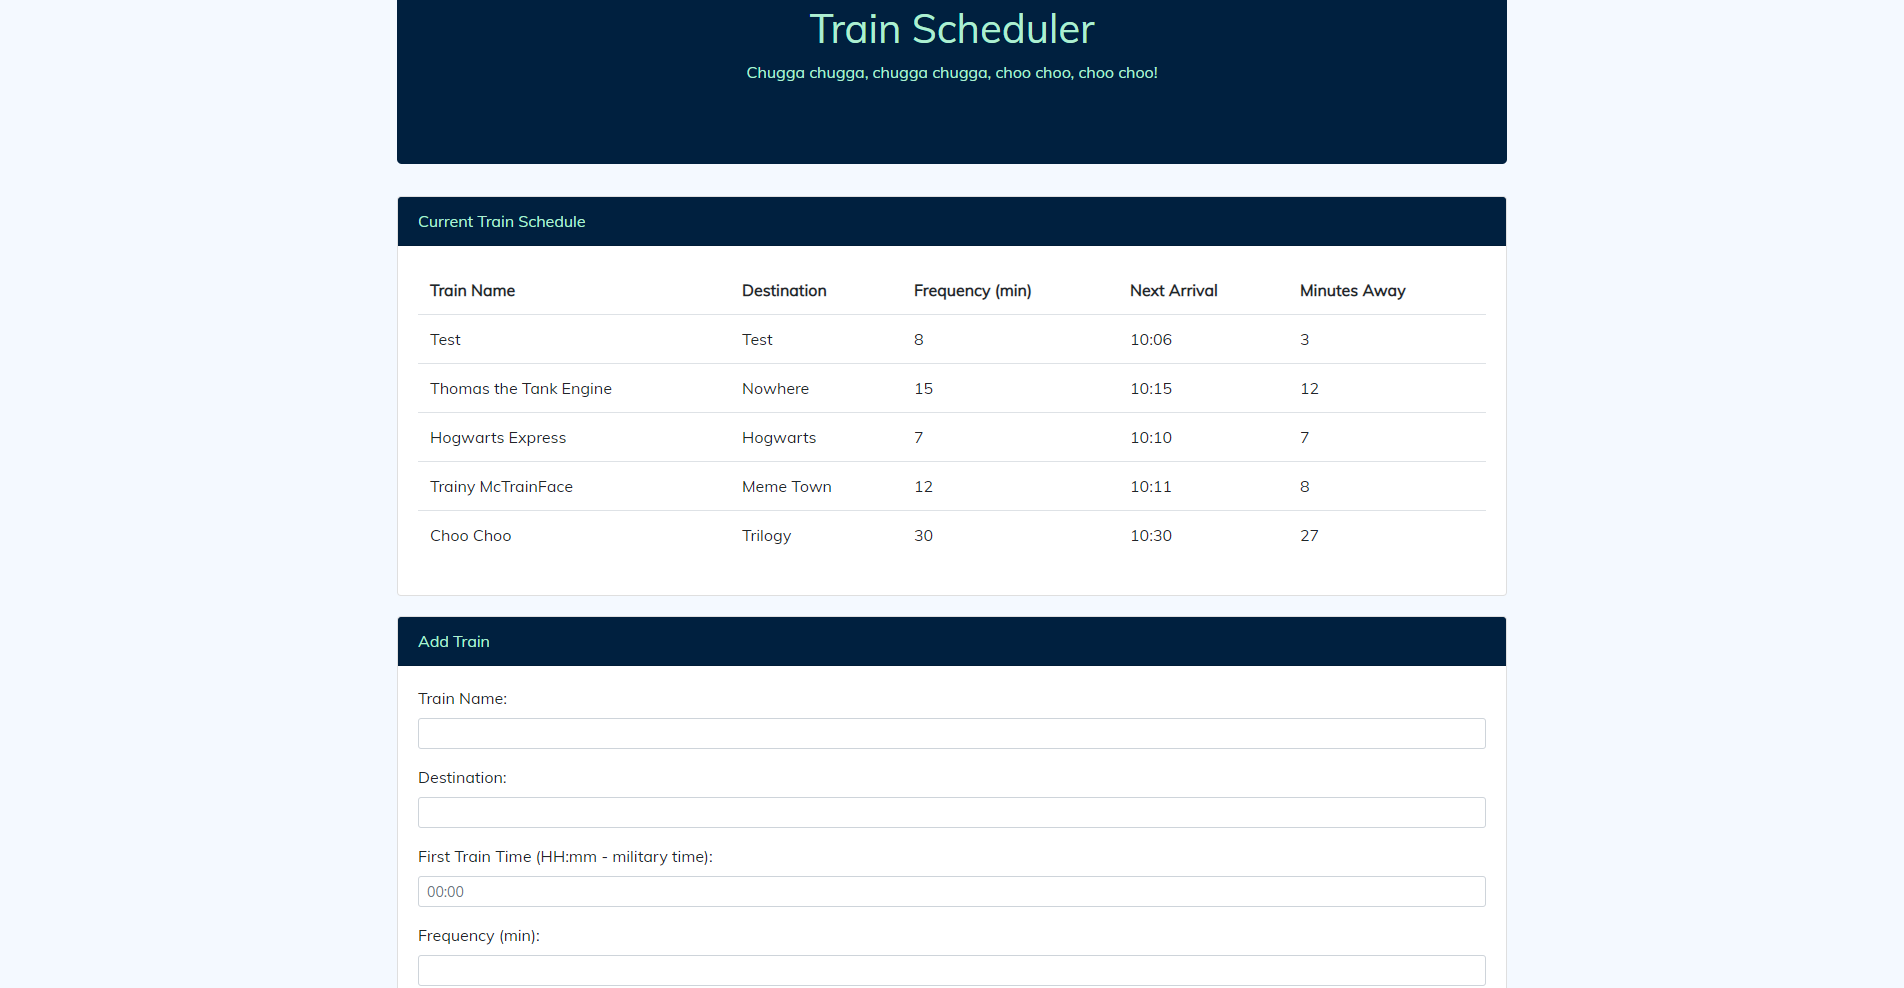 Train Scheduler
Chugga chugga, chugga chugga, choo choo, choo choo!
Current Train Schedule
Train Name Destination Frequency (min) Next Arrival Minutes Away
Test Test 8 10:06 3
Thomas the Tank Engine Nowhere 15 10:15 12
Hogwarts Express Hogwarts 7 10:10 7
Trainy McTrainFace Meme Town 12 10:11 8
Choo Choo Trilogy 30 10:30 27
Add Train
Train Name:
Destination:
First Train Time (HH:mm - military time):
00:00
Frequency (min):